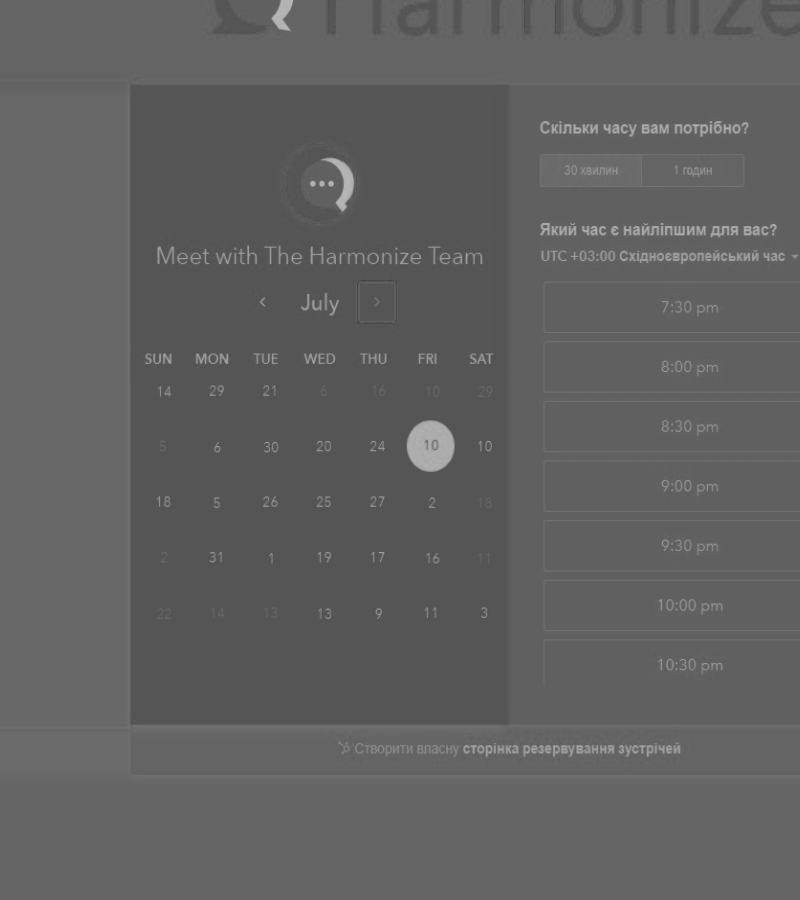 Harmonize
Meet with The Harmonize Team
July
SUN MON TUE WED THU FRI SAT
14 29 21 6 16 10 29
5 6 30 20 24 10 10
18 5 26 25 27 2 18
2 31 1 19 17 16 11
22 14 13 13 9 11 3
Скільки часу вам потрібно?
30 хвилин 1 годин
Який час є найліпшим для вас?
UTC +03:00 Східноєвропейський час
7:30 pm
8:00 pm
8:30 pm
9:00 pm
9:30 pm
10:00 pm
10:30 pm
Створити власну сторінка резервування зустрічей